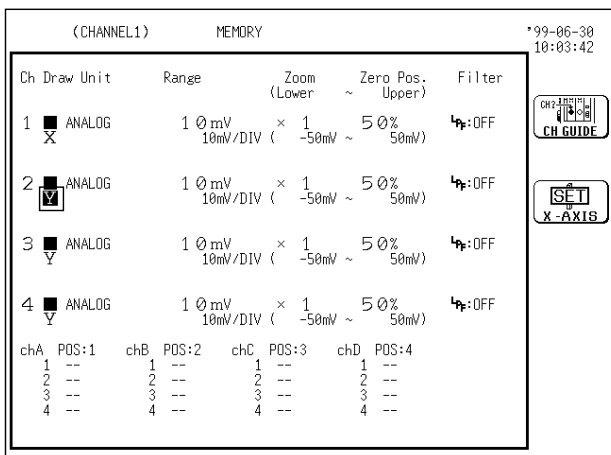 (CHANNEL1) MEMORY '99-06-30
10:03:42
Ch Draw Unit Range Zoom Zero Pos. Filter
(Lower ~ Upper)
1 ANALOG 10mV × 1 50% LPF:OFF
X 10mV/DIV ( -50mV ~ 50mV)
2 ANALOG 10mV × 1 50% LPF:OFF
Y 10mV/DIV ( -50mV ~ 50mV)
3 ANALOG 10mV × 1 50% LPF:OFF
Y 10mV/DIV ( -50mV ~ 50mV)
4 ANALOG 10mV × 1 50% LPF:OFF
Y 10mV/DIV ( -50mV ~ 50mV)
chA POS:1 chB POS:2 chC POS:3 chD POS:4
1 -- 1 -- 1 -- 1 --
2 -- 2 -- 2 -- 2 --
3 -- 3 -- 3 -- 3 --
4 -- 4 -- 4 -- 4 --
CH?
CH GUIDE
SET
X-AXIS